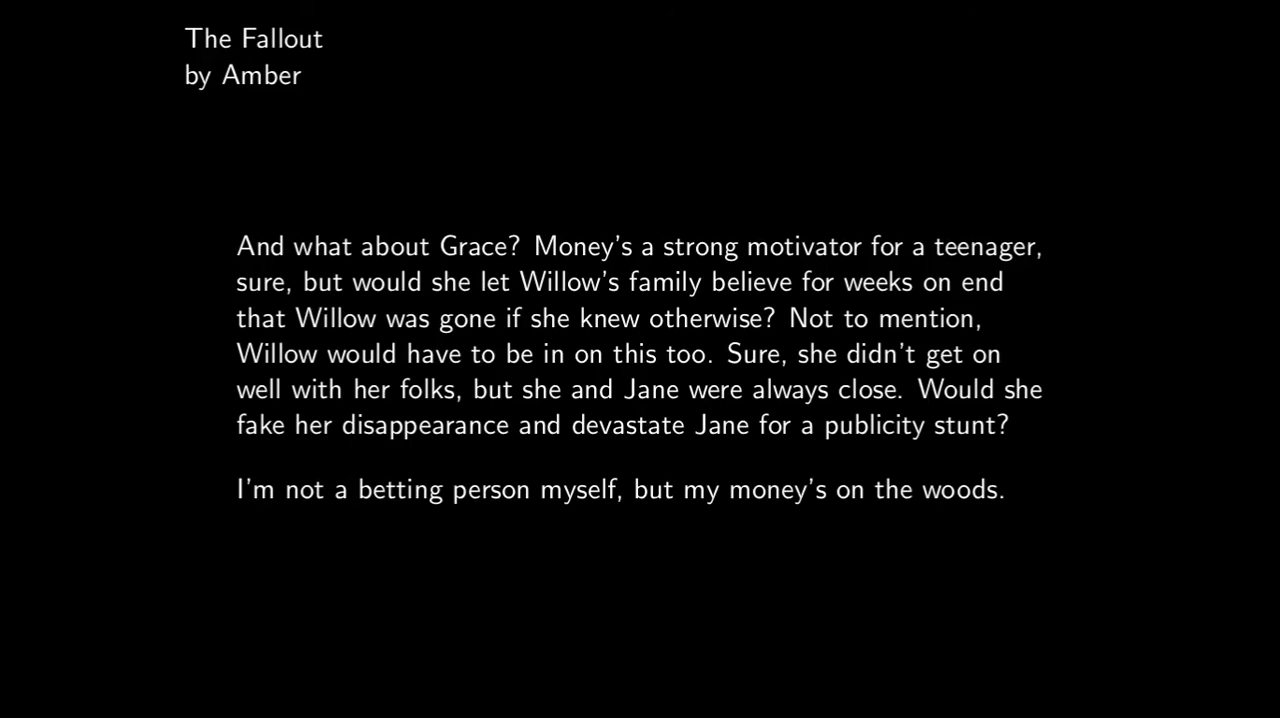 The Fallout
by Amber
And what about Grace? Money's a strong motivator for a teenager,
sure, but would she let Willow's family believe for weeks on end
that Willow was gone if she knew otherwise? Not to mention,
Willow would have to be in on this too. Sure, she didn't get on
well with her folks, but she and Jane were always close. Would she
fake her disappearance and devastate Jane for a publicity stunt?
I'm not a betting person myself, but my money's on the woods.